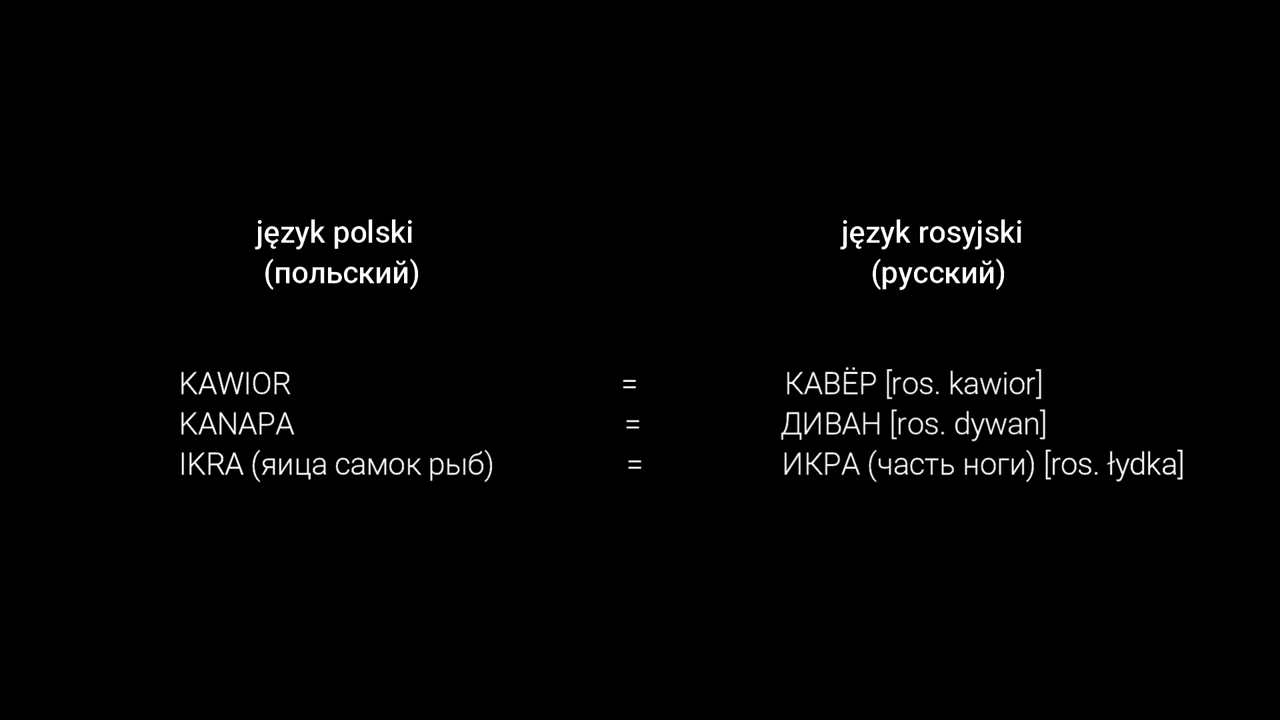 język polski
(польский)
język rosyjski
(русский)
KAWIOR = КАВЁР [ros. kawior]
KANAPA = ДИВАН [ros. dywan]
IKRA (яица самок рыб) = ИКРА (часть ноги) [ros. łydka]